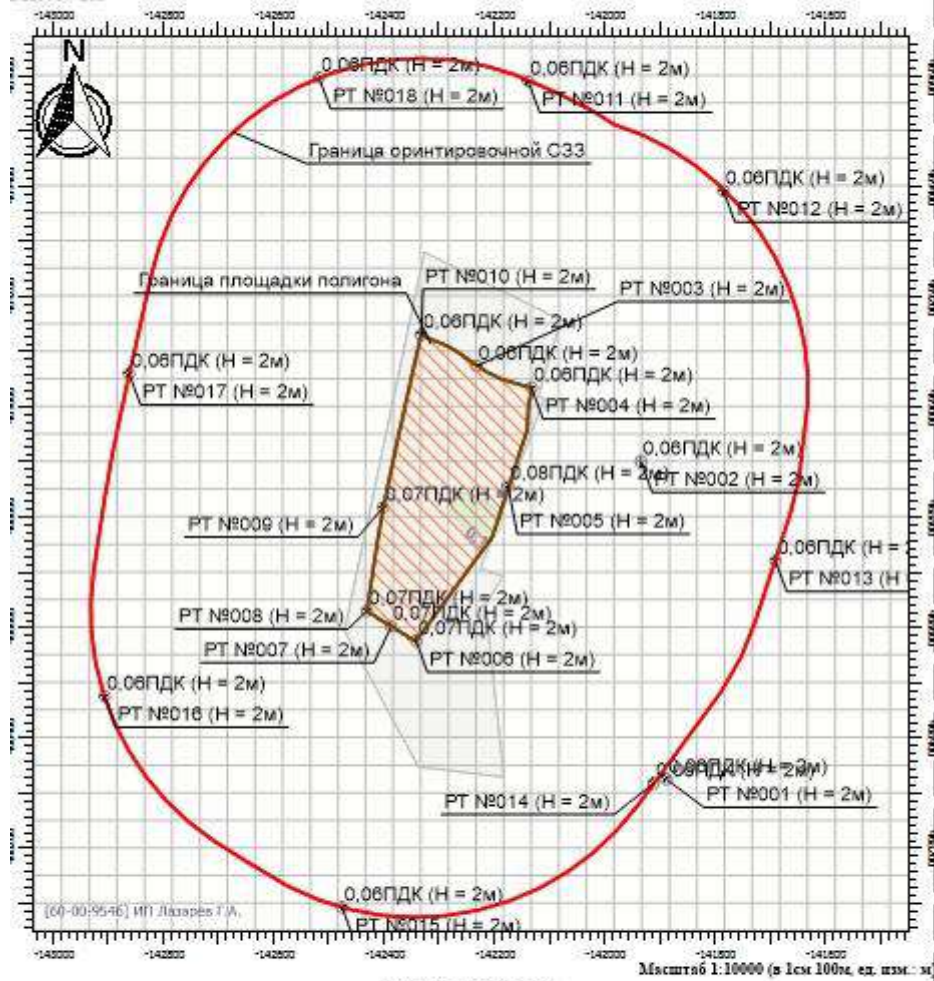 -143000 -142800 -142600 -142400 -142200 -142000 -141800 -141600
N
0,06ПДК (Н = 2м)
РТ №018 (Н = 2м)
0,06ПДК (Н = 2м)
РТ №011 (Н = 2м)
Граница оринтировочной СЗЗ
0,06ПДК (Н = 2м)
РТ №012 (Н = 2м)
Граница площадки полигона
РТ №010 (Н = 2м)
РТ №003 (Н = 2м)
0,06ПДК (Н = 2м)
0,06ПДК (Н = 2м)
0,06ПДК (Н = 2м)
РТ №017 (Н = 2м)
0,06ПДК (Н = 2м)
РТ №004 (Н = 2м)
0,06ПДК (Н = 2м)
РТ №002 (Н = 2м)
0,08ПДК (Н = 2м)
РТ №005 (Н = 2м)
0,07ПДК (Н = 2м)
РТ №009 (Н = 2м)
0,06ПДК (Н = 2
РТ №013 (Н
0,07ПДК (Н = 2м)
РТ №008 (Н = 2м)
0,07ПДК (Н = 2м)
РТ №007 (Н = 2м)
0,07ПДК (Н = 2м)
РТ №006 (Н = 2м)
0,06ПДК (Н = 2м)
РТ №016 (Н = 2м)
0,06ПДК (Н = 2м)
РТ №014 (Н = 2м)
РТ №001 (Н = 2м)
0,06ПДК (Н = 2м)
РТ №015 (Н = 2м)
[60-00-9546] ИП Лазарев Г.А.
-143000 -142800 -142600 -142400 -142200 -142000 -141800 -141600
Масштаб 1:10000 (в 1см 100м, ед. изм.: м)